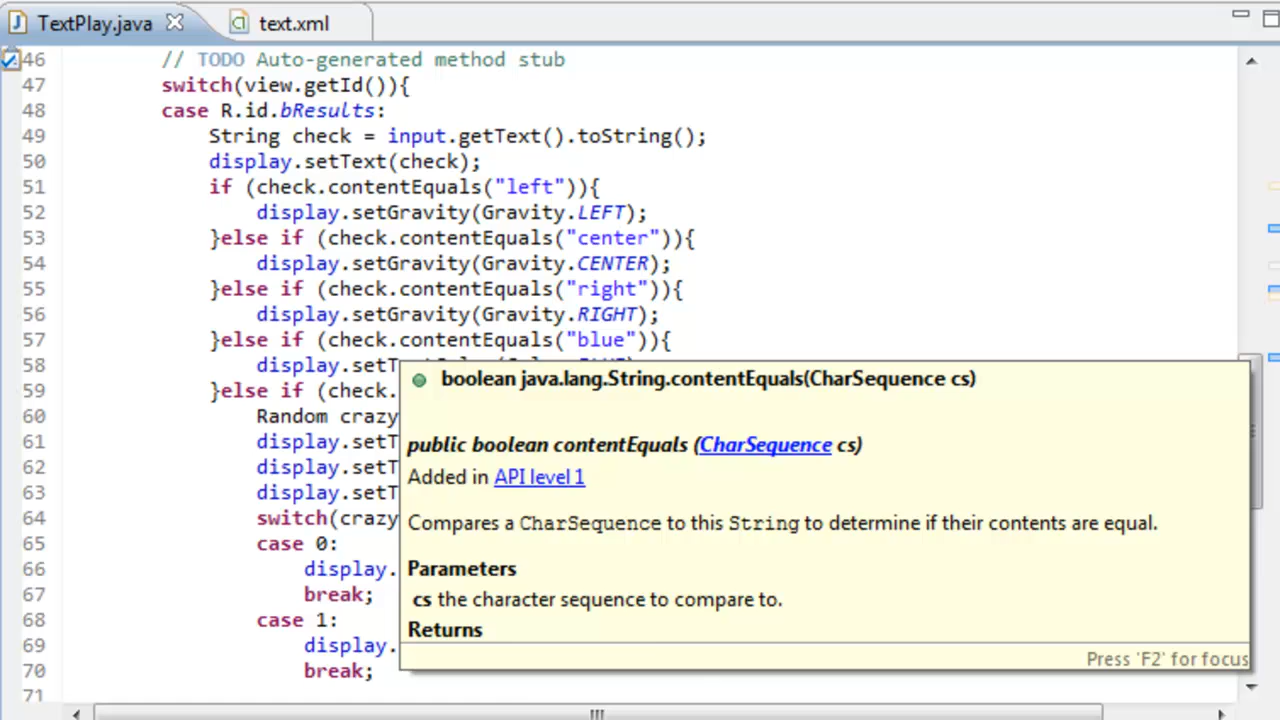 TextPlay.java text.xml
46 // TODO Auto-generated method stub
47 switch(view.getId()){
48 case R.id.bResults:
49 String check = input.getText().toString();
50 display.setText(check);
51 if (check.contentEquals("left")){
52 display.setGravity(Gravity.LEFT);
53 }else if (check.contentEquals("center")){
54 display.setGravity(Gravity.CENTER);
55 }else if (check.contentEquals("right")){
56 display.setGravity(Gravity.RIGHT);
57 }else if (check.contentEquals("blue")){
58 display.setT
59 }else if (check.
60 Random crazy
61 display.setT
62 display.setT
63 display.setT
64 switch(crazy
65 case 0:
66 display.
67 break;
68 case 1:
69 display.
70 break;
71
boolean java.lang.String.contentEquals(CharSequence cs)
public boolean contentEquals (CharSequence cs)
Added in API level 1
Compares a CharSequence to this String to determine if their contents are equal.
Parameters
cs the character sequence to compare to.
Returns
Press 'F2' for focus